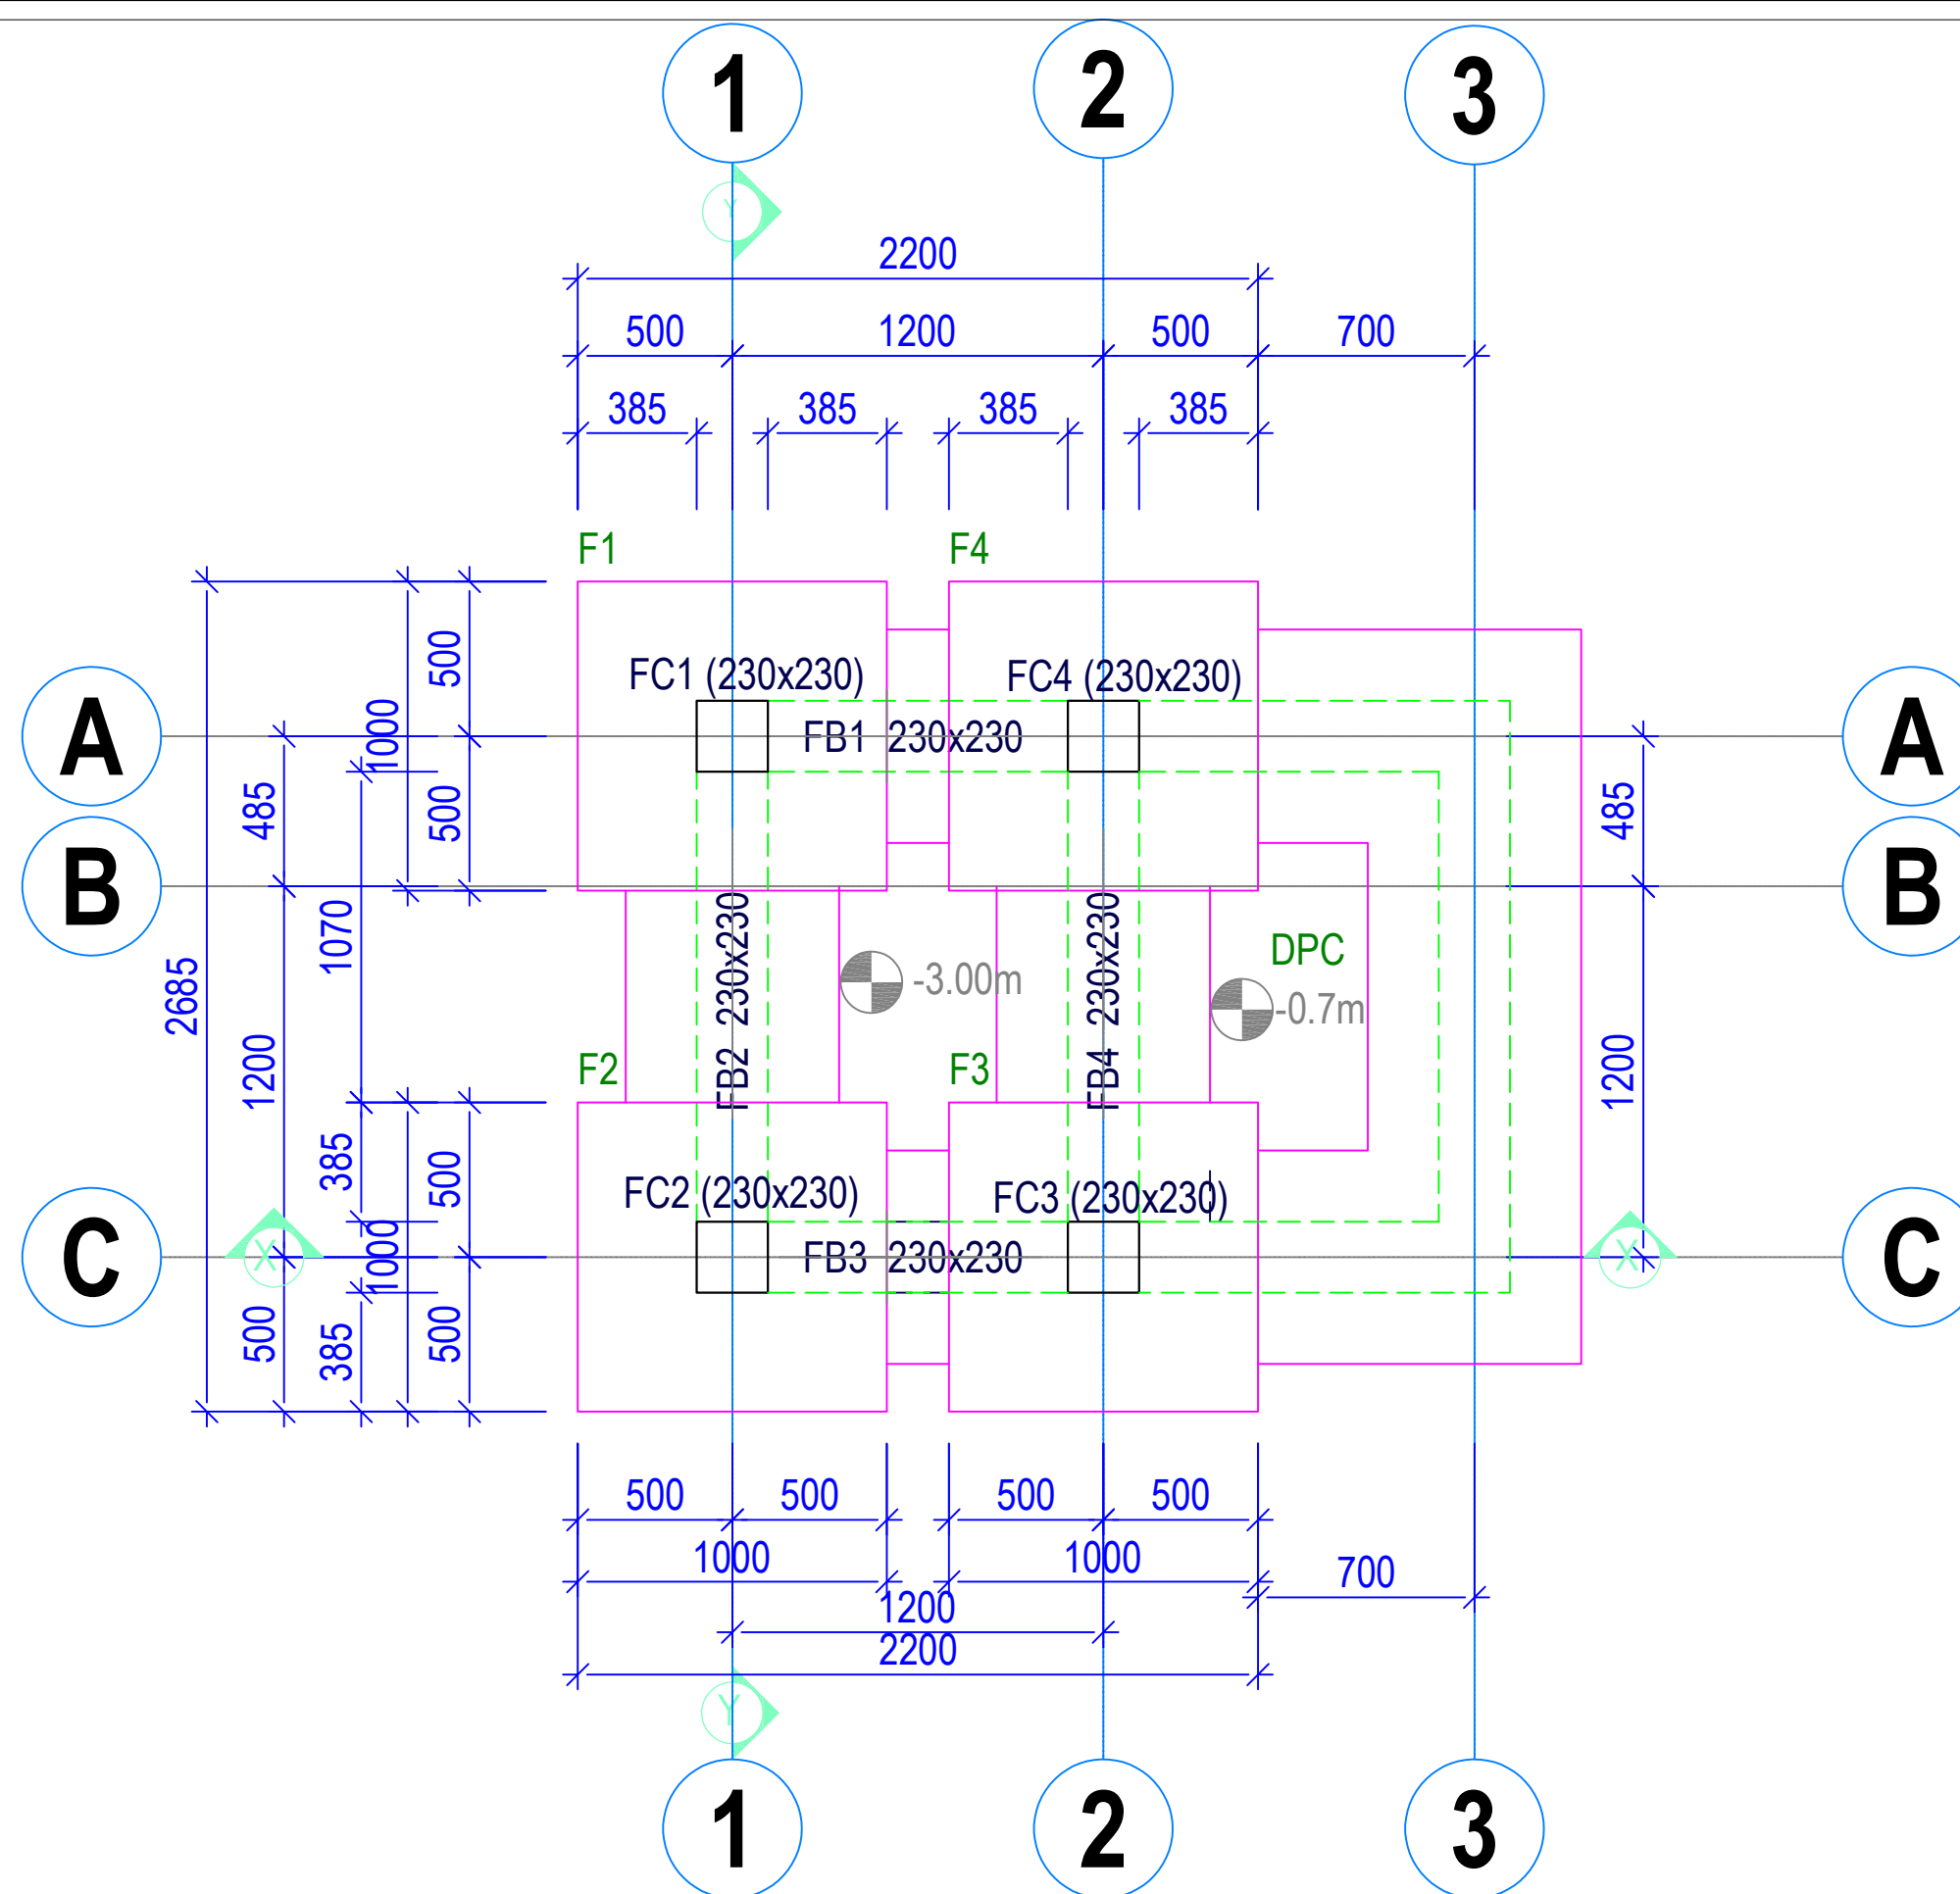 1 2 3
Y
2200
500 1200 500 700
385 385 385 385
F1 F4
500
FC1 (230x230) FC4 (230x230)
1000
A FB1 230x230 A
485 500 485
B B
FB2 230x230
FB4 230x230
1070
DPC
-3.00m
-0.7m
2685
1200 1200
F2 F3
385 500
FC2 (230x230) FC3 (230x230)
1000
C X FB3 230x230 X C
500 385 500
500 500 500 500
1000 1000
700
1200
2200
Y
1 2 3